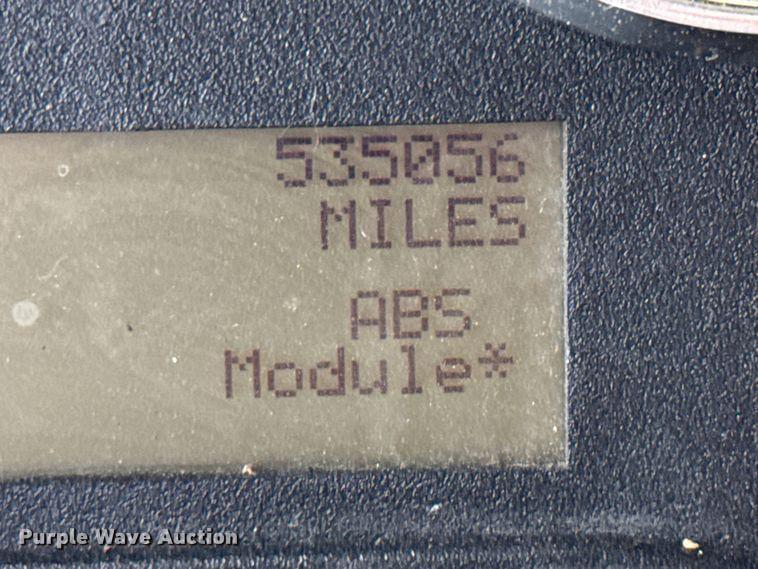 535056
MILES
ABS
Module*
Purple Wave Auction